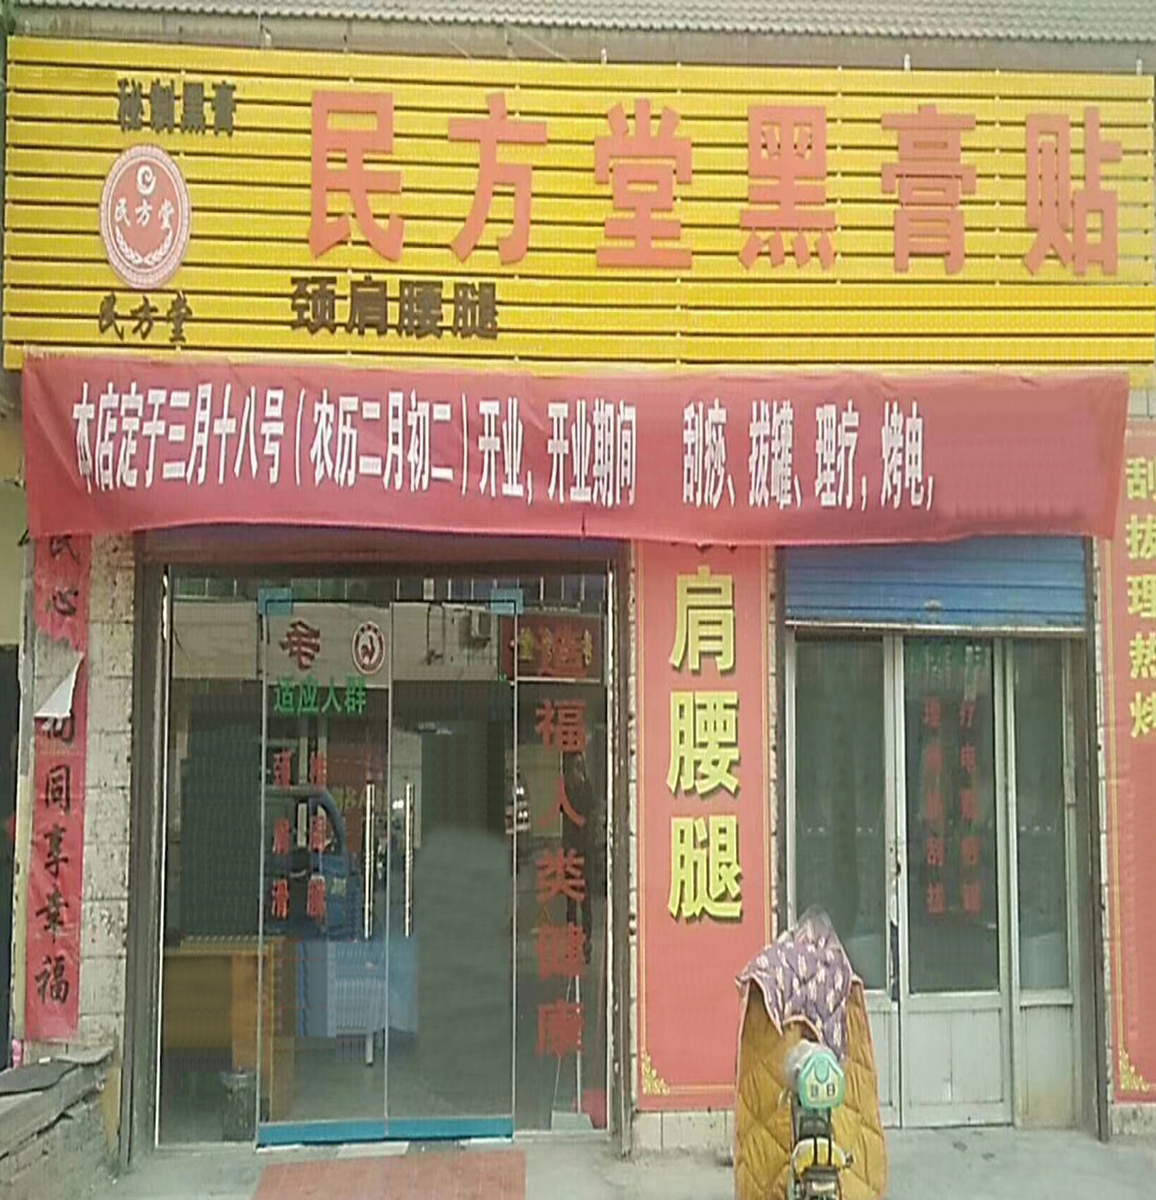 秘制黑膏
民方堂黑膏贴
民方堂
民方堂
颈肩腰腿
本店定于三月十八号（农历二月初二）开业，开业期间 刮痧、拔罐、理疗，烤电，
民心
同享幸福
适应人群
造福人类健康
肩腰腿
刮
拔
理
热
烤